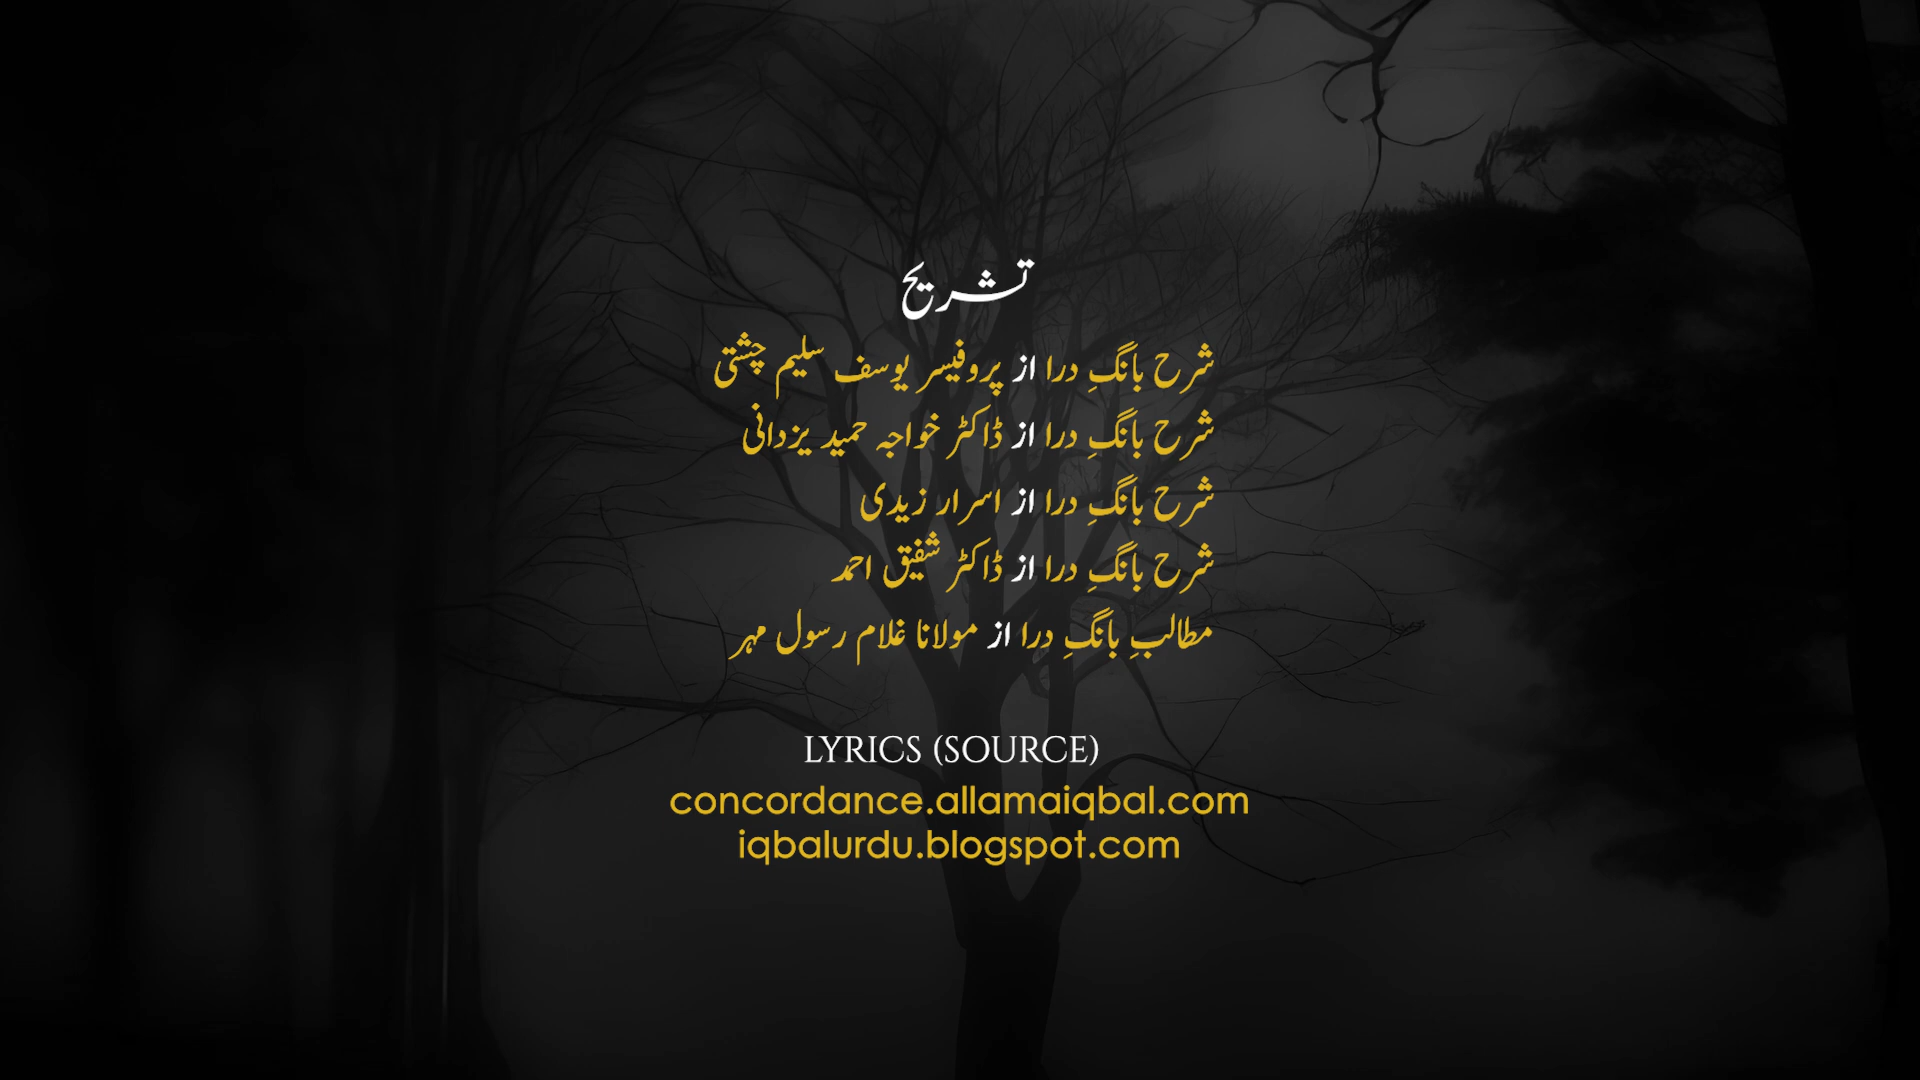 تشریح
شرح بانگِ درا از پروفیسر یوسف سلیم چشتی
شرح بانگِ درا از ڈاکٹر خواجہ حمید یزدانی
شرح بانگِ درا از اسرار زیدی
شرح بانگِ درا از ڈاکٹر شفیق احمد
مطالبِ بانگِ درا از مولانا غلام رسول مہر
LYRICS (SOURCE)
concordance.allamaiqbal.com
iqbalurdu.blogspot.com